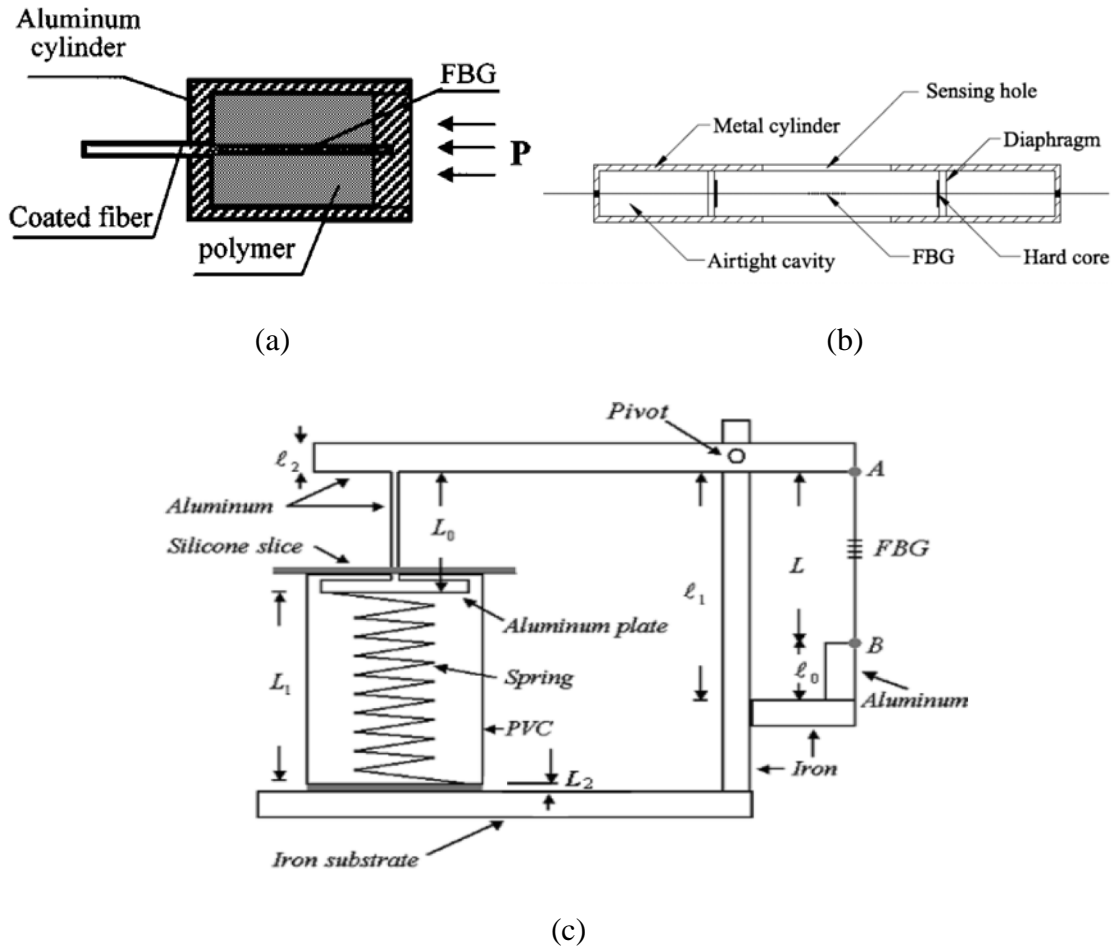 Aluminum
cylinder
FBG
P
Coated fiber
polymer
(a)
Sensing hole
Metal cylinder
Diaphragm
Airtight cavity
FBG
Hard core
(b)
Pivot
ℓ2
A
Aluminum
L0
Silicone slice
FBG
L
ℓ1
Aluminum plate
B
ℓ0
Spring
Aluminum
L1
PVC
L2
Iron
Iron substrate
(c)